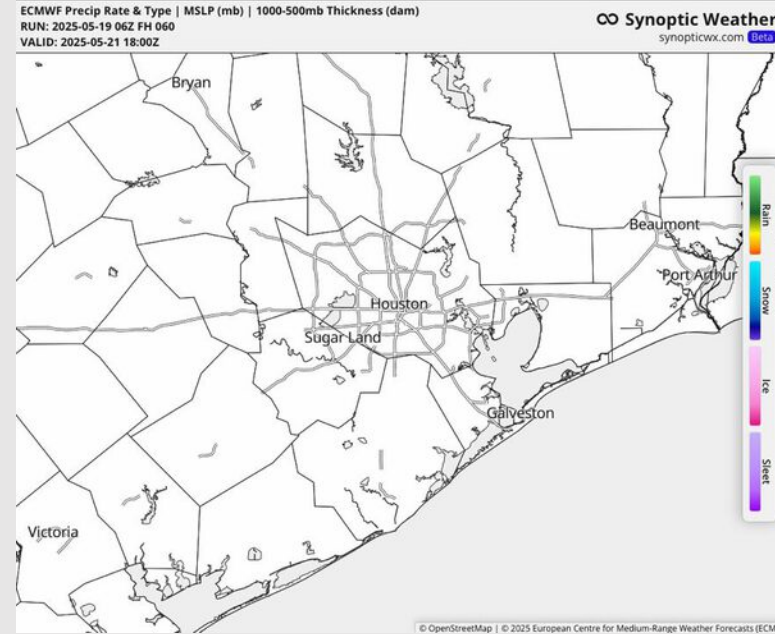 ECMWF Precip Rate & Type | MSLP (mb) | 1000-500mb Thickness (dam)
RUN: 2025-05-19 06Z FH 060
VALID: 2025-05-21 18:00Z
Synoptic Weather
synopticwx.com Beta
Bryan
Beaumont
Port Arthur
Houston
Sugar Land
Galveston
Victoria
Rain
Snow
Ice
Sleet
© OpenStreetMap | © 2025 European Centre for Medium-Range Weather Forecasts (ECM